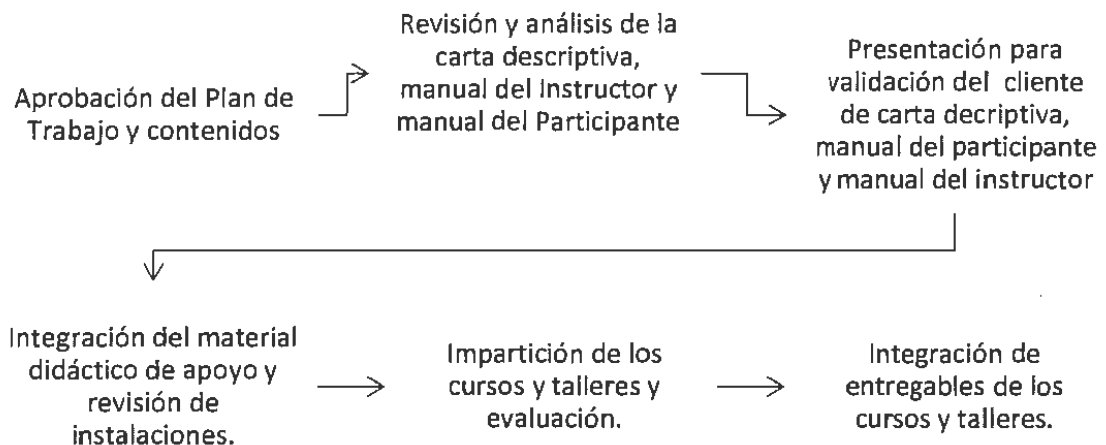 Aprobación del Plan de
Trabajo y contenidos
Revisión y análisis de la
carta descriptiva,
manual del Instructor y
manual del Participante
Presentación para
validación del cliente
de carta decriptiva,
manual del participante
y manual del instructor
Integración del material
didáctico de apoyo y
revisión de
instalaciones.
Impartición de los
cursos y talleres y
evaluación.
Integración de
entregables de los
cursos y talleres.